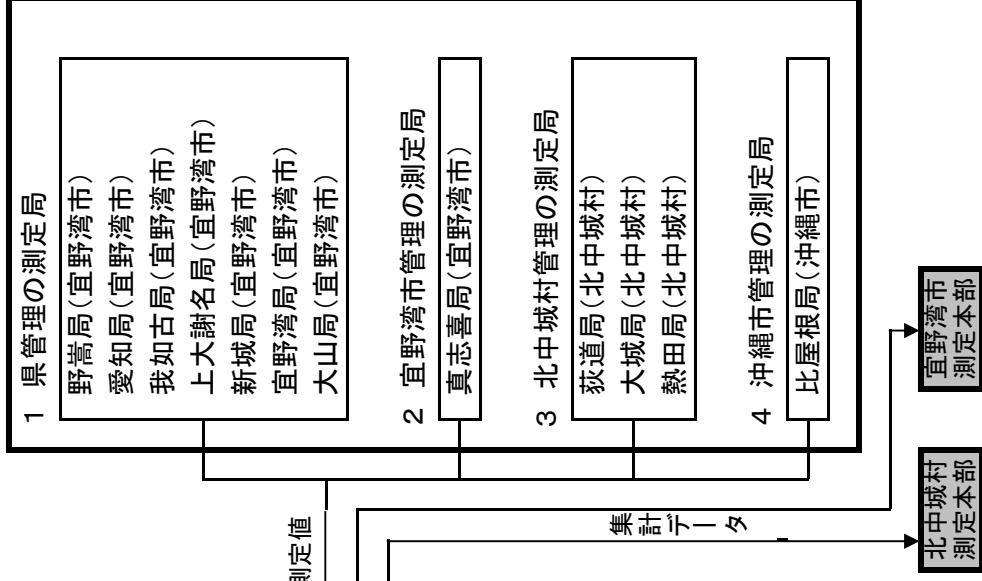 1 県管理の測定局
野嵩局(宜野湾市)
愛知局(宜野湾市)
我如古局(宜野湾市)
上大謝名局(宜野湾市)
新城局(宜野湾市)
宜野湾局(宜野湾市)
大山局(宜野湾市)
2 宜野湾市管理の測定局
真志喜局(宜野湾市)
3 北中城村管理の測定局
荻道局(北中城村)
大城局(北中城村)
熱田局(北中城村)
4 沖縄市管理の測定局
比屋根局(沖縄市)
測定値
集計データ
宜野湾市
測定本部
北中城村
測定本部